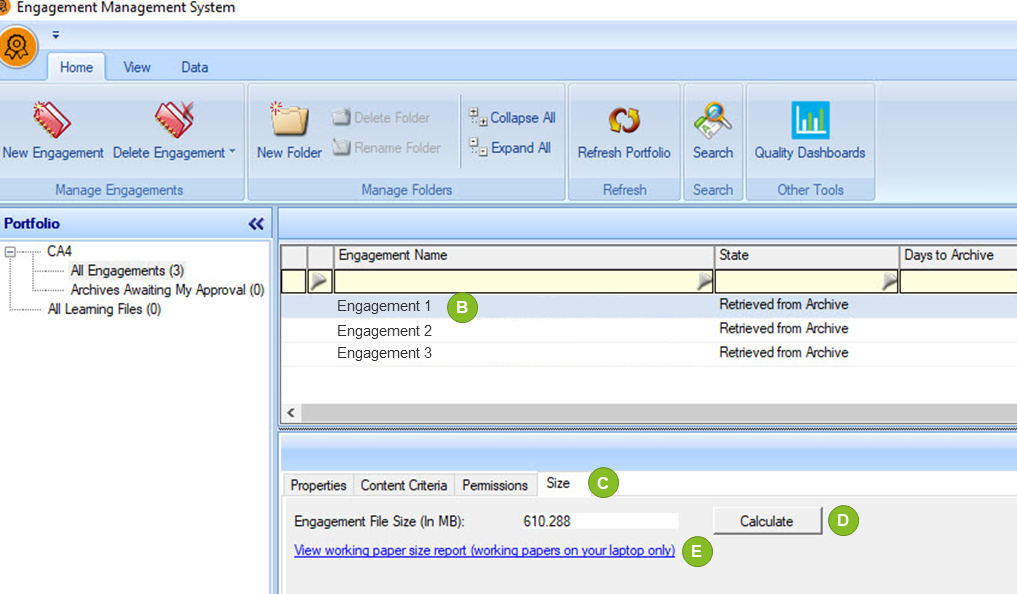 Engagement Management System
Home View Data
New Engagement Delete Engagement New Folder Delete Folder Rename Folder Collapse All Expand All Refresh Portfolio Search Quality Dashboards
Manage Engagements Manage Folders Refresh Search Other Tools
Portfolio
CA4
All Engagements (3)
Archives Awaiting My Approval (0)
All Learning Files (0)
Engagement Name State Days to Archive
Engagement 1 B Retrieved from Archive
Engagement 2 Retrieved from Archive
Engagement 3 Retrieved from Archive
Properties Content Criteria Permissions Size C
Engagement File Size (In MB): 610.288 Calculate D
View working paper size report (working papers on your laptop only) E